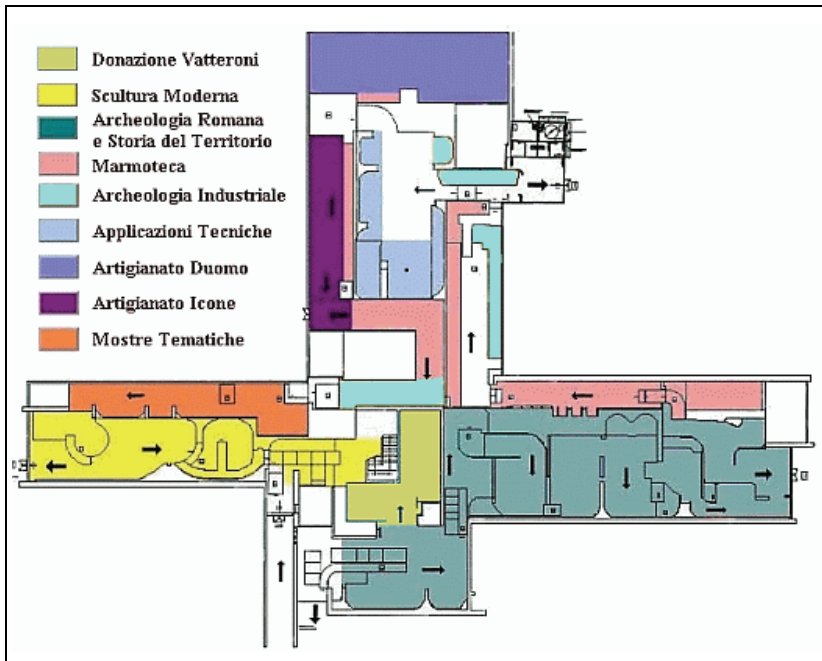 Donazione Vatteroni
Scultura Moderna
Archeologia Romana
e Storia del Territorio
Marmoteca
Archeologia Industriale
Applicazioni Tecniche
Artigianato Duomo
Artigianato Icone
Mostre Tematiche